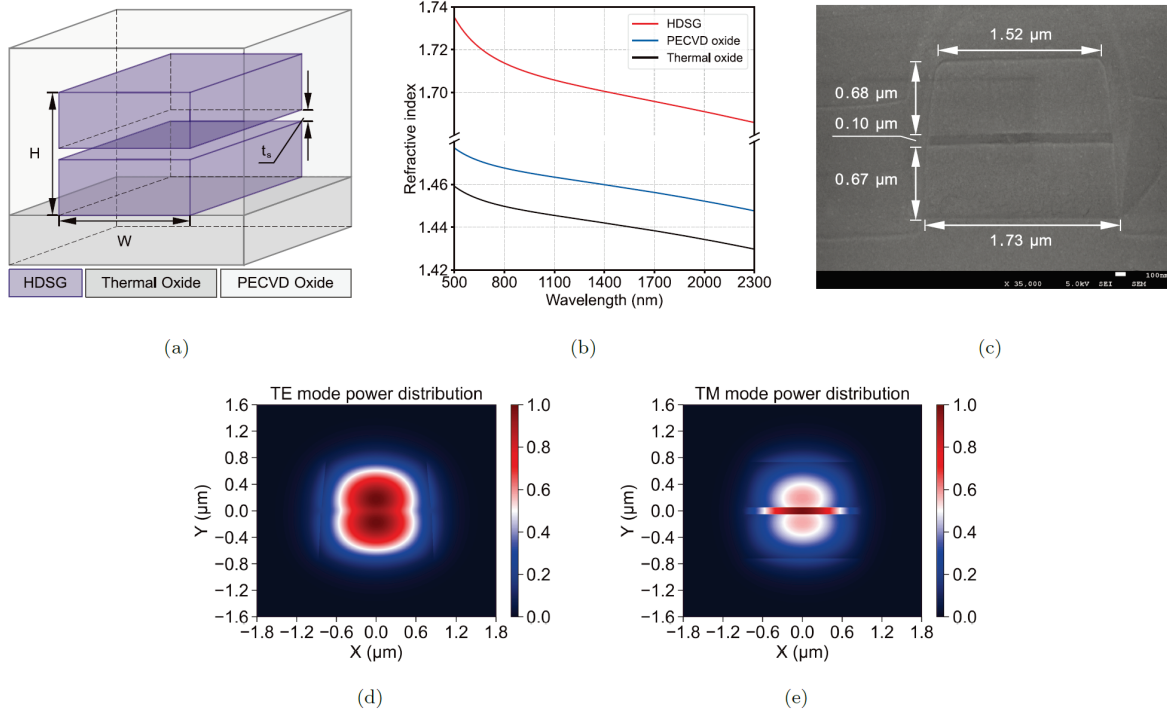 H
tₛ
W
HDSG Thermal Oxide PECVD Oxide
(a)
1.74
1.72
1.70
1.46
1.44
1.42
Refractive index
HDSG
PECVD oxide
Thermal oxide
500 800 1100 1400 1700 2000 2300
Wavelength (nm)
(b)
1.52 μm
0.68 μm
0.10 μm
0.67 μm
1.73 μm
100nm
X 35,000 5.0kV SEI SEM
(c)
TE mode power distribution
1.6
1.2
0.8
0.4
0.0
−0.4
−0.8
−1.2
−1.6
Y (μm)
−1.8 −1.2 −0.6 0.0 0.6 1.2 1.8
X (μm)
1.0
0.8
0.6
0.4
0.2
0.0
(d)
TM mode power distribution
1.6
1.2
0.8
0.4
0.0
−0.4
−0.8
−1.2
−1.6
Y (μm)
−1.8 −1.2 −0.6 0.0 0.6 1.2 1.8
X (μm)
1.0
0.8
0.6
0.4
0.2
0.0
(e)